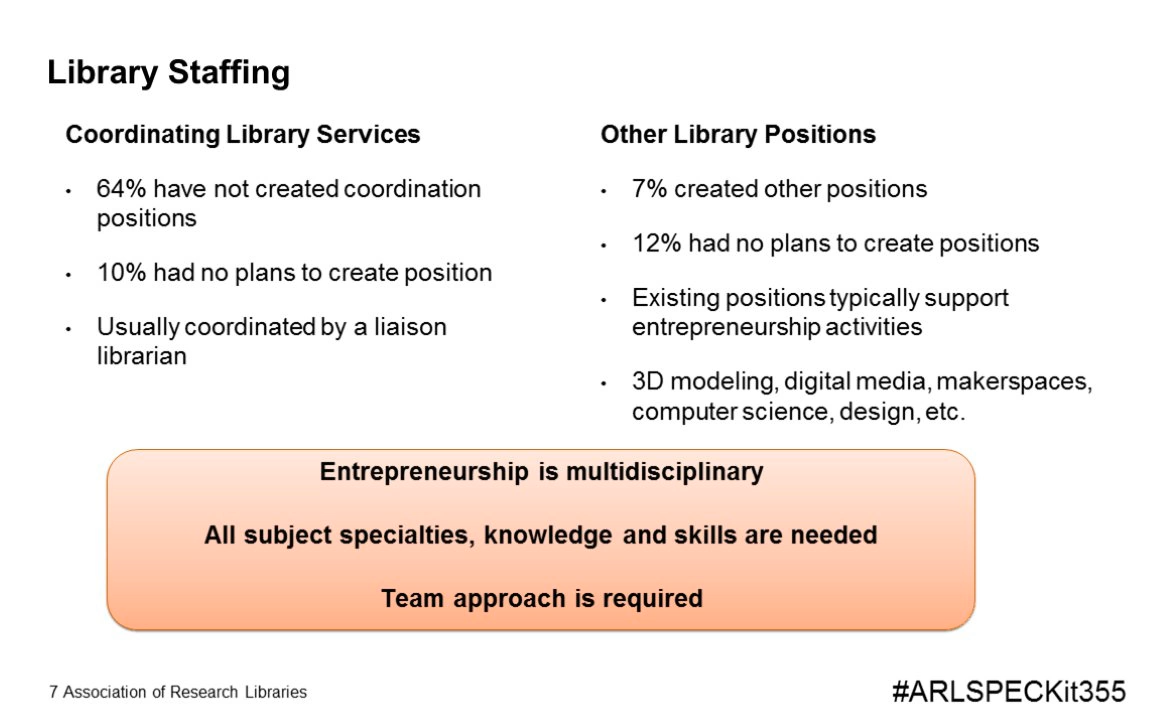 Library Staffing
Coordinating Library Services
• 64% have not created coordination
positions
• 10% had no plans to create position
• Usually coordinated by a liaison
librarian
Other Library Positions
• 7% created other positions
• 12% had no plans to create positions
• Existing positions typically support
entrepreneurship activities
• 3D modeling, digital media, makerspaces,
computer science, design, etc.
Entrepreneurship is multidisciplinary
All subject specialties, knowledge and skills are needed
Team approach is required
7 Association of Research Libraries
#ARLSPECKit355